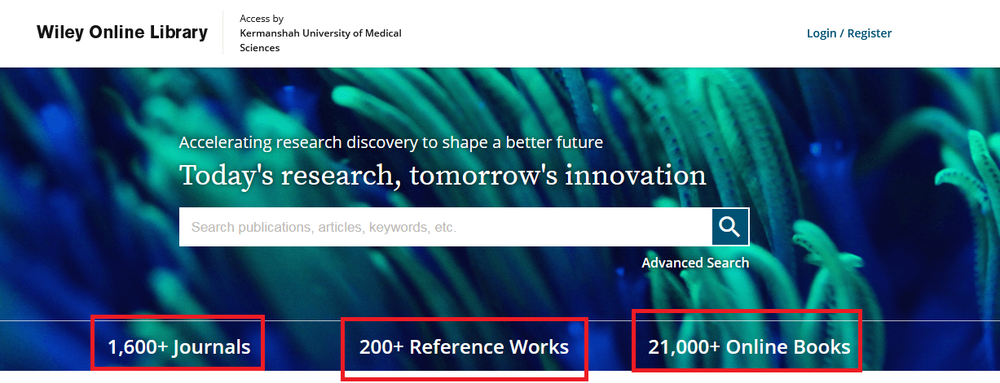 Wiley Online Library
Access by
Kermanshah University of Medical
Sciences
Login / Register
Accelerating research discovery to shape a better future
Today's research, tomorrow's innovation
Search publications, articles, keywords, etc.
Advanced Search
1,600+ Journals
200+ Reference Works
21,000+ Online Books